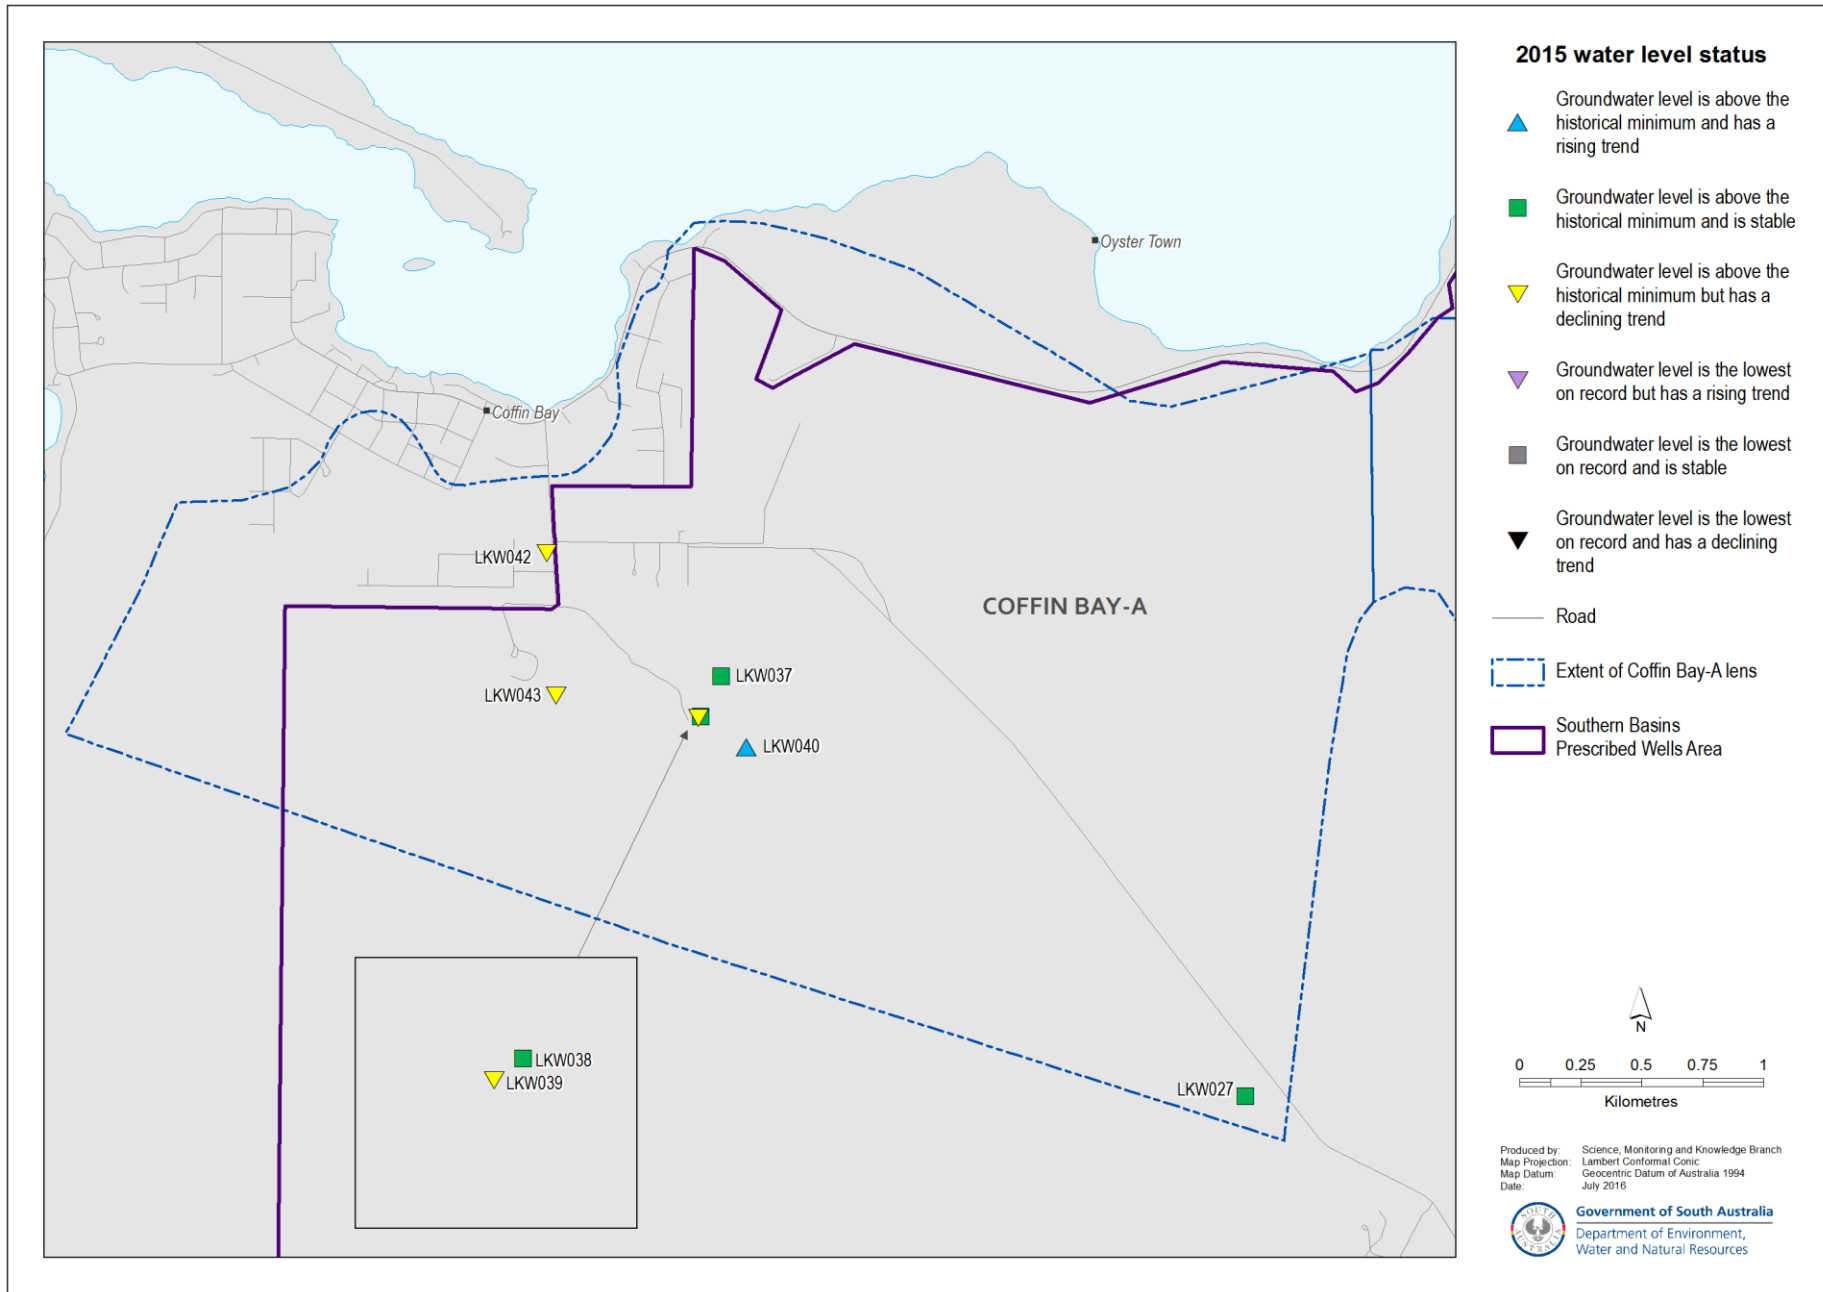 Oyster Town
Coffin Bay
LKW042
COFFIN BAY-A
LKW037
LKW043
LKW040
LKW038
LKW039
LKW027
2015 water level status
Groundwater level is above the
historical minimum and has a
rising trend
Groundwater level is above the
historical minimum and is stable
Groundwater level is above the
historical minimum but has a
declining trend
Groundwater level is the lowest
on record but has a rising trend
Groundwater level is the lowest
on record and is stable
Groundwater level is the lowest
on record and has a declining
trend
Road
Extent of Coffin Bay-A lens
Southern Basins
Prescribed Wells Area
N
0 0.25 0.5 0.75 1
Kilometres
Produced by: Science, Monitoring and Knowledge Branch
Map Projection: Lambert Conformal Conic
Map Datum: Geocentric Datum of Australia 1994
Date: July 2016
SOUTH
AUSTRALIA
Government of South Australia
Department of Environment,
Water and Natural Resources